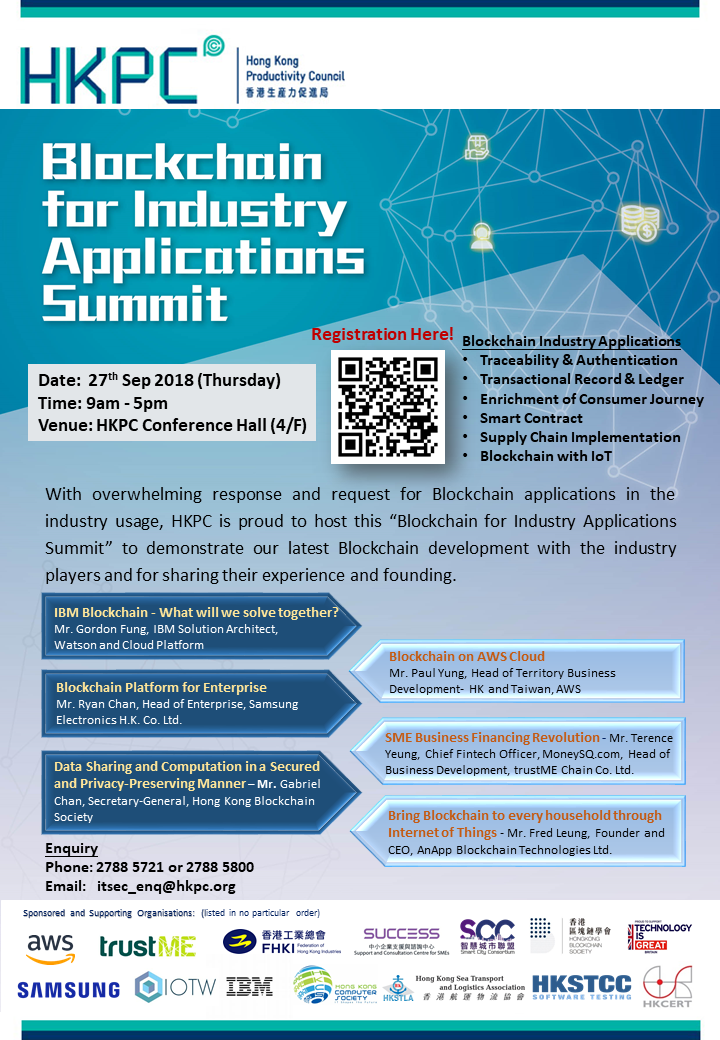 HKPC
Hong Kong
Productivity Council
香港生產力促進局
Blockchain
for Industry
Applications
Summit
Registration Here!
Date: 27th Sep 2018 (Thursday)
Time: 9am - 5pm
Venue: HKPC Conference Hall (4/F)
Blockchain Industry Applications
• Traceability & Authentication
• Transactional Record & Ledger
• Enrichment of Consumer Journey
• Smart Contract
• Supply Chain Implementation
• Blockchain with IoT
With overwhelming response and request for Blockchain applications in the
industry usage, HKPC is proud to host this “Blockchain for Industry Applications
Summit” to demonstrate our latest Blockchain development with the industry
players and for sharing their experience and founding.
IBM Blockchain - What will we solve together?
Mr. Gordon Fung, IBM Solution Architect,
Watson and Cloud Platform
Blockchain on AWS Cloud
Mr. Paul Yung, Head of Territory Business
Development- HK and Taiwan, AWS
Blockchain Platform for Enterprise
Mr. Ryan Chan, Head of Enterprise, Samsung
Electronics H.K. Co. Ltd.
SME Business Financing Revolution - Mr. Terence
Yeung, Chief Fintech Officer, MoneySQ.com, Head of
Business Development, trustME Chain Co. Ltd.
Data Sharing and Computation in a Secured
and Privacy-Preserving Manner – Mr. Gabriel
Chan, Secretary-General, Hong Kong Blockchain
Society
Bring Blockchain to every household through
Internet of Things - Mr. Fred Leung, Founder and
CEO, AnApp Blockchain Technologies Ltd.
Enquiry
Phone: 2788 5721 or 2788 5800
Email: itsec_enq@hkpc.org
Sponsored and Supporting Organisations: (listed in no particular order)
aws
trustME
香港工業總會
FHKI Federation of
Hong Kong Industries
SUCCESS
中小企業支援與諮詢中心
Support and Consultation Centre for SMEs
SCC
智慧城市聯盟
Smart City Consortium
香港
區塊鏈學會
HONGKONG
BLOCKCHAIN
SOCIETY
PROUD TO SUPPORT
TECHNOLOGY
IS
GREAT
BRITAIN
SAMSUNG
IOTW
IBM
HONG KONG
COMPUTER
SOCIETY
HKSTLA
Hong Kong Sea Transport
and Logistics Association
香港航運物流協會
HKSTCC
SOFTWARE TESTING
HKCERT